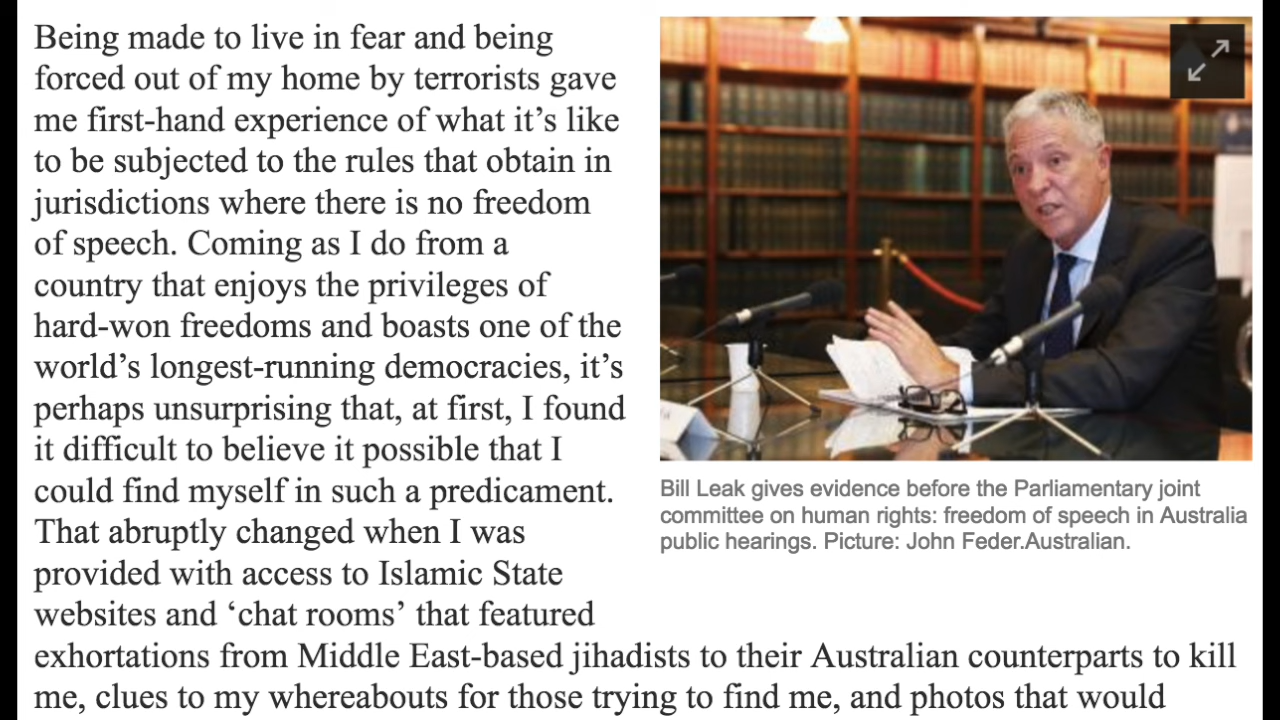 Being made to live in fear and being
forced out of my home by terrorists gave
me first-hand experience of what it’s like
to be subjected to the rules that obtain in
jurisdictions where there is no freedom
of speech. Coming as I do from a
country that enjoys the privileges of
hard-won freedoms and boasts one of the
world’s longest-running democracies, it’s
perhaps unsurprising that, at first, I found
it difficult to believe it possible that I
could find myself in such a predicament.
That abruptly changed when I was
provided with access to Islamic State
websites and ‘chat rooms’ that featured
exhortations from Middle East-based jihadists to their Australian counterparts to kill
me, clues to my whereabouts for those trying to find me, and photos that would
Bill Leak gives evidence before the Parliamentary joint
committee on human rights: freedom of speech in Australia
public hearings. Picture: John Feder.Australian.